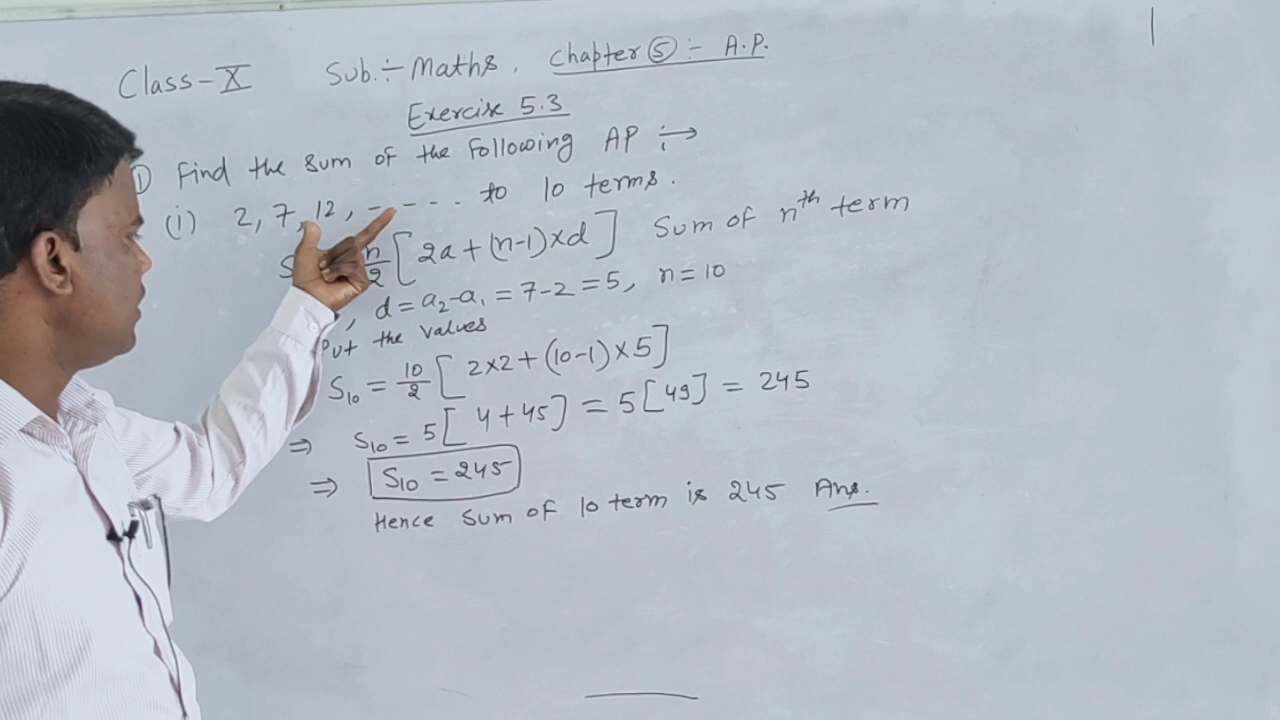 Class-X Sub.:- Maths, Chapter ⑤ :- A.P.
Exercise 5.3
Find the sum of the Following AP :→
(i) 2, 7, 12, - - - . . to 10 terms.
S n/2 [2a+(n-1)×d] Sum of nth term
, d = a₂-a₁ = 7-2 = 5, n = 10
Put the values
S₁₀ = 10/2 [2×2+(10-1)×5]
⇒ S₁₀ = 5[4+45] = 5[49] = 245
⇒ S₁₀ = 245
Hence Sum of 10 term is 245 Ans.